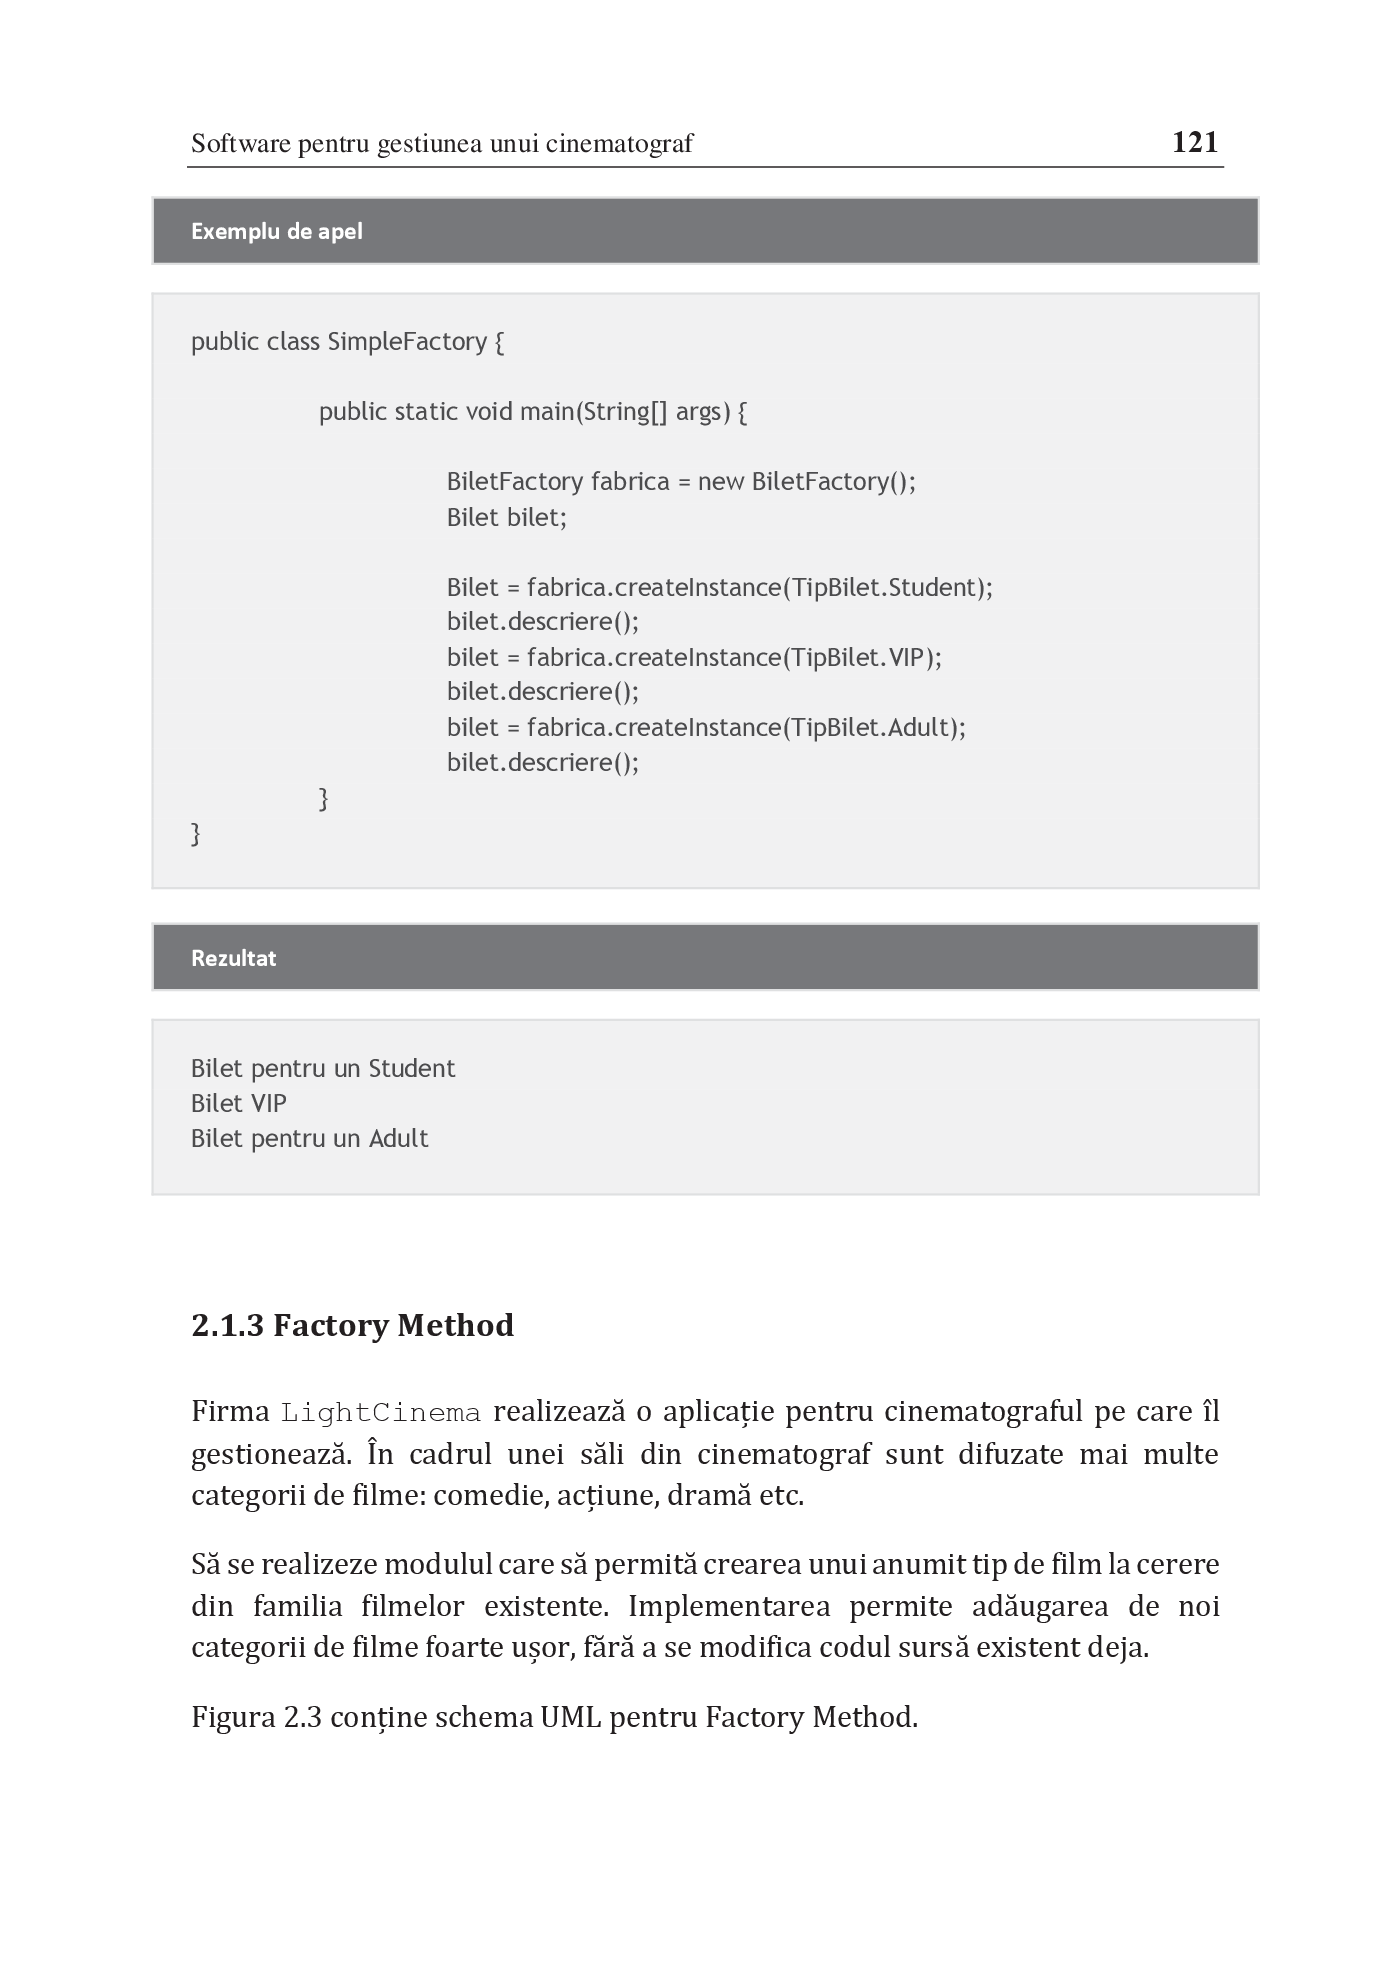 Software pentru gestiunea unui cinematograf 121
Exemplu de apel
public class SimpleFactory {
public static void main(String[] args) {
BiletFactory fabrica = new BiletFactory();
Bilet bilet;
Bilet = fabrica.createInstance(TipBilet.Student);
bilet.descriere();
bilet = fabrica.createInstance(TipBilet.VIP);
bilet.descriere();
bilet = fabrica.createInstance(TipBilet.Adult);
bilet.descriere();
}
}
Rezultat
Bilet pentru un Student
Bilet VIP
Bilet pentru un Adult
2.1.3 Factory Method
Firma LightCinema realizează o aplicație pentru cinematograful pe care îl
gestionează. În cadrul unei săli din cinematograf sunt difuzate mai multe
categorii de filme: comedie, acțiune, dramă etc.
Să se realizeze modulul care să permită crearea unui anumit tip de film la cerere
din familia filmelor existente. Implementarea permite adăugarea de noi
categorii de filme foarte ușor, fără a se modifica codul sursă existent deja.
Figura 2.3 conține schema UML pentru Factory Method.